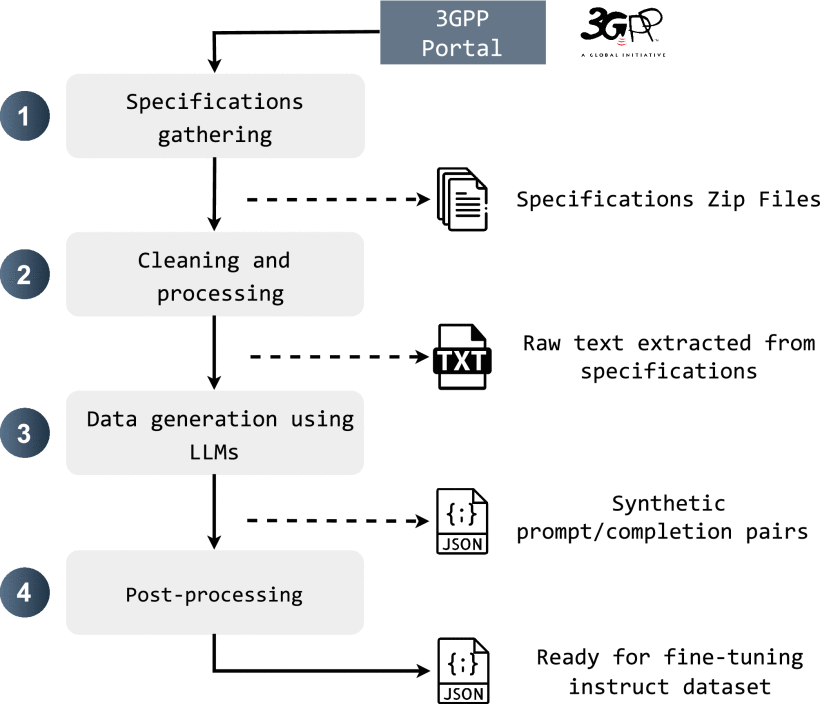 3GPP
Portal
3GPP
A GLOBAL INITIATIVE
1
Specifications
gathering
Specifications Zip Files
2
Cleaning and
processing
TXT
Raw text extracted from
specifications
3
Data generation using
LLMs
{;}
JSON
Synthetic
prompt/completion pairs
4
Post-processing
{;}
JSON
Ready for fine-tuning
instruct dataset